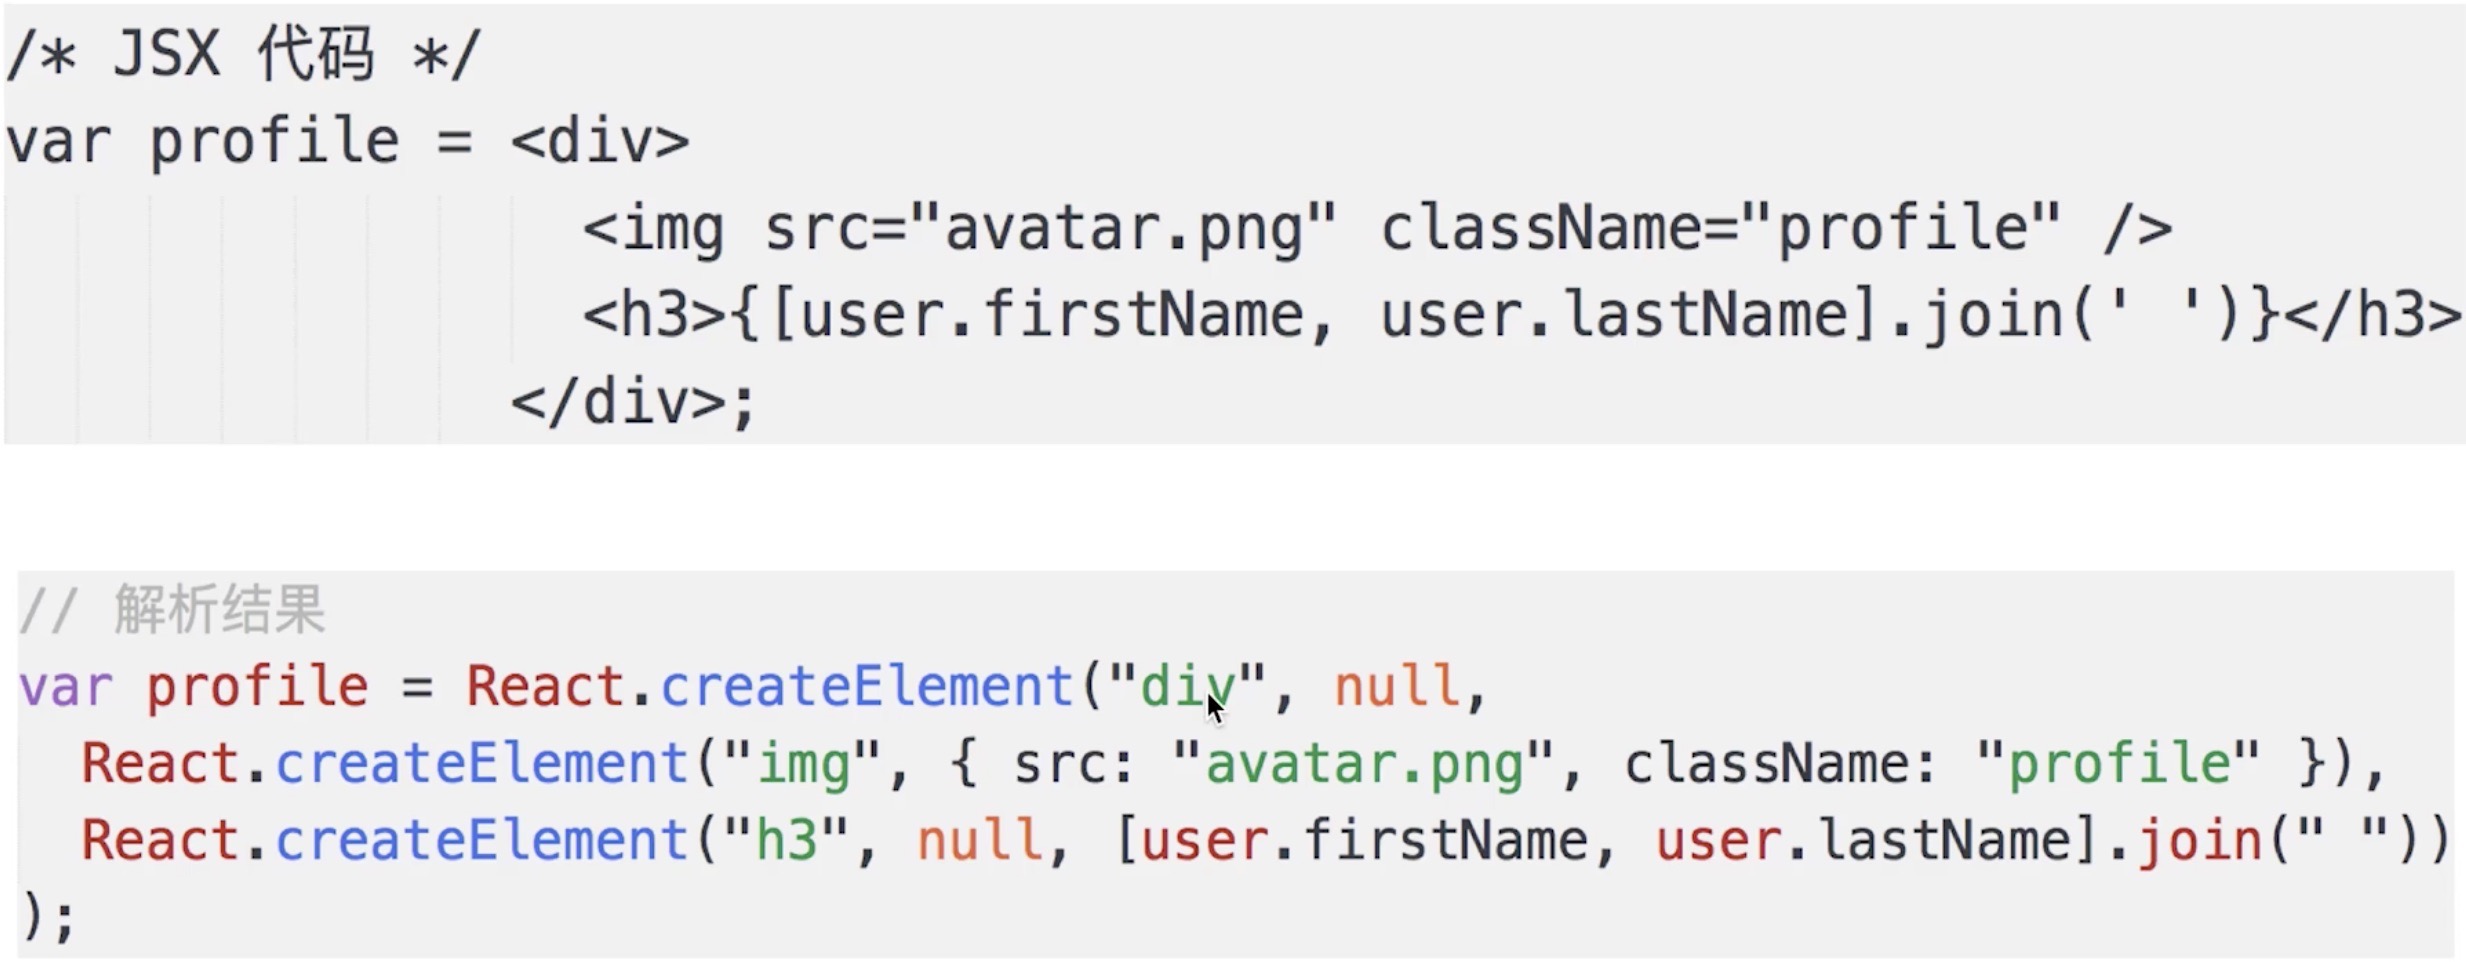 /* JSX 代码 */
var profile = <div>
                <img src="avatar.png" className="profile" />
                <h3>{[user.firstName, user.lastName].join(' ')}</h3>
              </div>;
// 解析结果
var profile = React.createElement("div", null,
  React.createElement("img", { src: "avatar.png", className: "profile" }),
  React.createElement("h3", null, [user.firstName, user.lastName].join(" "))
);